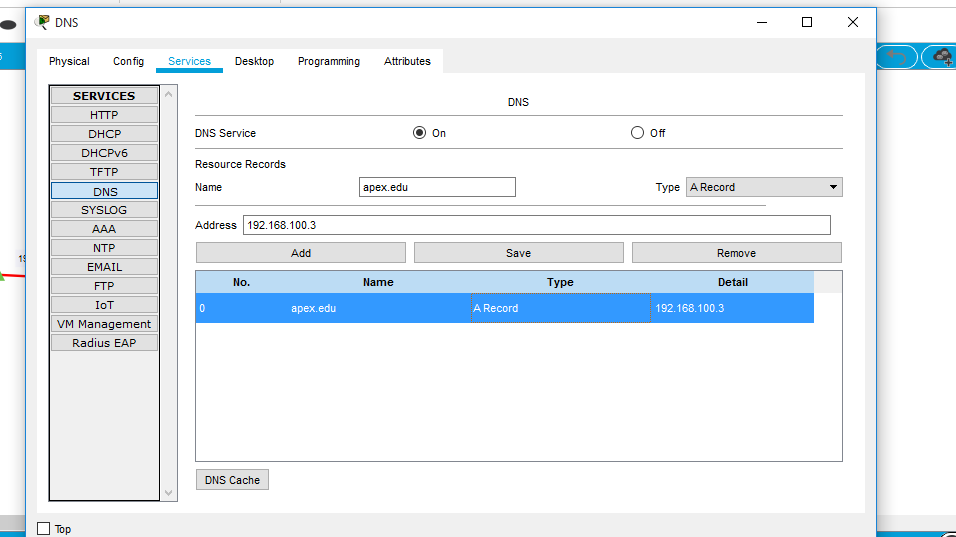 DNS
Physical Config Services Desktop Programming Attributes
SERVICES
HTTP
DHCP
DHCPv6
TFTP
DNS
SYSLOG
AAA
NTP
EMAIL
FTP
IoT
VM Management
Radius EAP
DNS
DNS Service On Off
Resource Records
Name apex.edu Type A Record
Address 192.168.100.3
Add Save Remove
No. Name Type Detail
0 apex.edu A Record 192.168.100.3
DNS Cache
Top